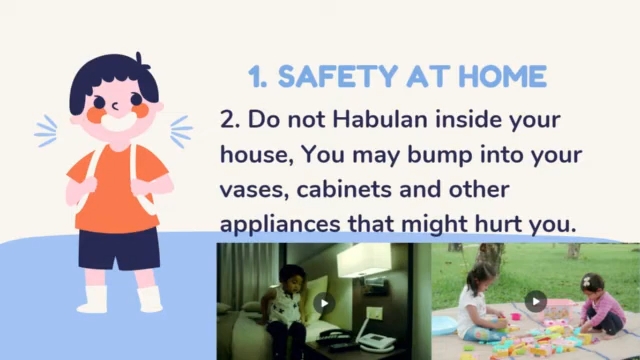 1. SAFETY AT HOME
2. Do not Habulan inside your
house, You may bump into your
vases, cabinets and other
appliances that might hurt you.